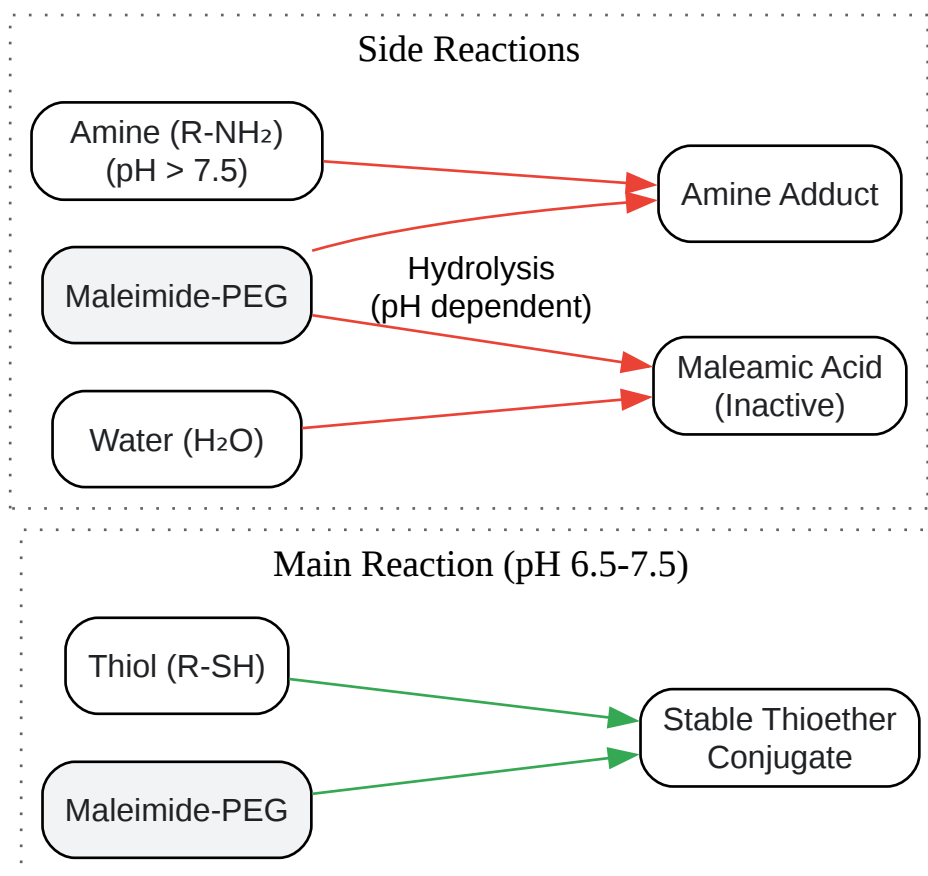 Side Reactions
Amine (R-NH₂)
(pH > 7.5)
Amine Adduct
Maleimide-PEG
Hydrolysis
(pH dependent)
Maleamic Acid
(Inactive)
Water (H₂O)
Main Reaction (pH 6.5-7.5)
Thiol (R-SH)
Stable Thioether
Conjugate
Maleimide-PEG